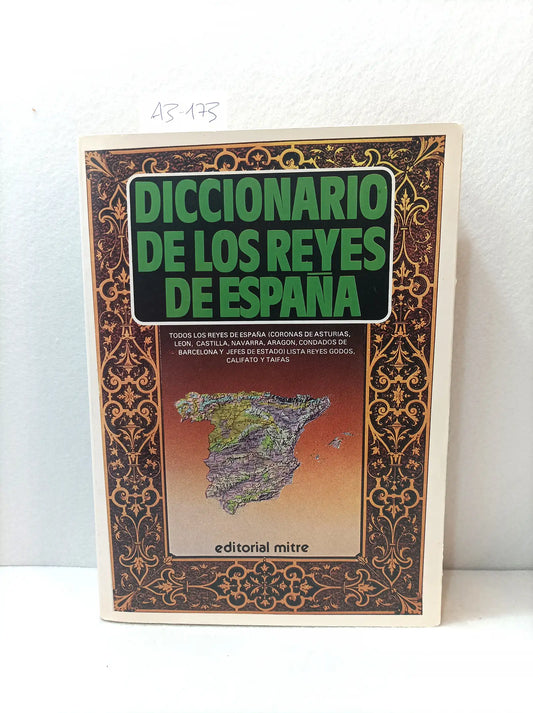 A3-173
DICCIONARIO
DE LOS REYES
DE ESPAÑA
TODOS LOS REYES DE ESPAÑA (CORONAS DE ASTURIAS,
LEON, CASTILLA, NAVARRA, ARAGON, CONDADOS DE
BARCELONA Y JEFES DE ESTADO) LISTA REYES GODOS,
CALIFATO Y TAIFAS
editorial mitre